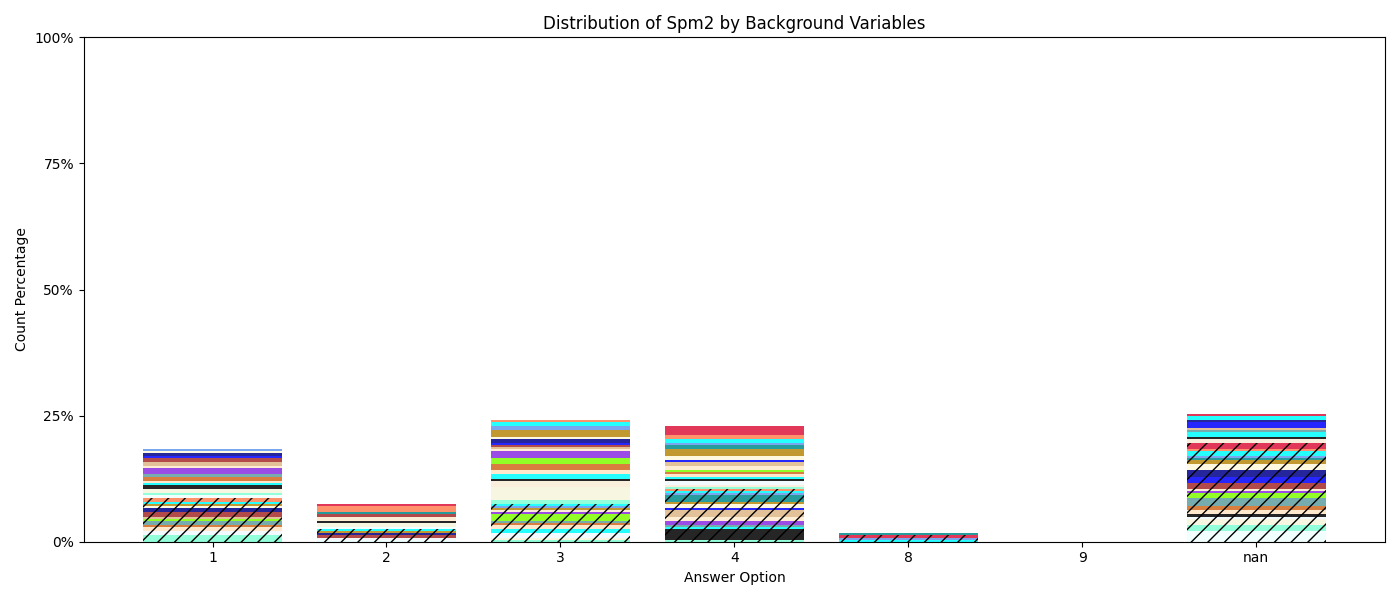 Distribution of Spm2 by Background Variables
100%
75%
50%
25%
0%
Count Percentage
1 2 3 4 8 9 nan
Answer Option